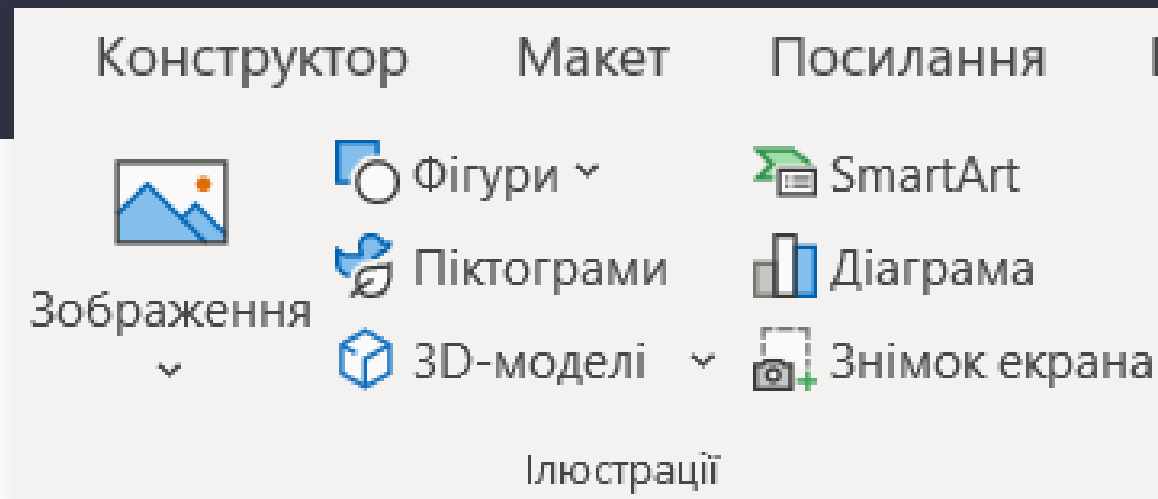 Конструктор Макет Посилання
Зображення
Фігури
Піктограми
3D-моделі
SmartArt
Діаграма
Знімок екрана
Ілюстрації